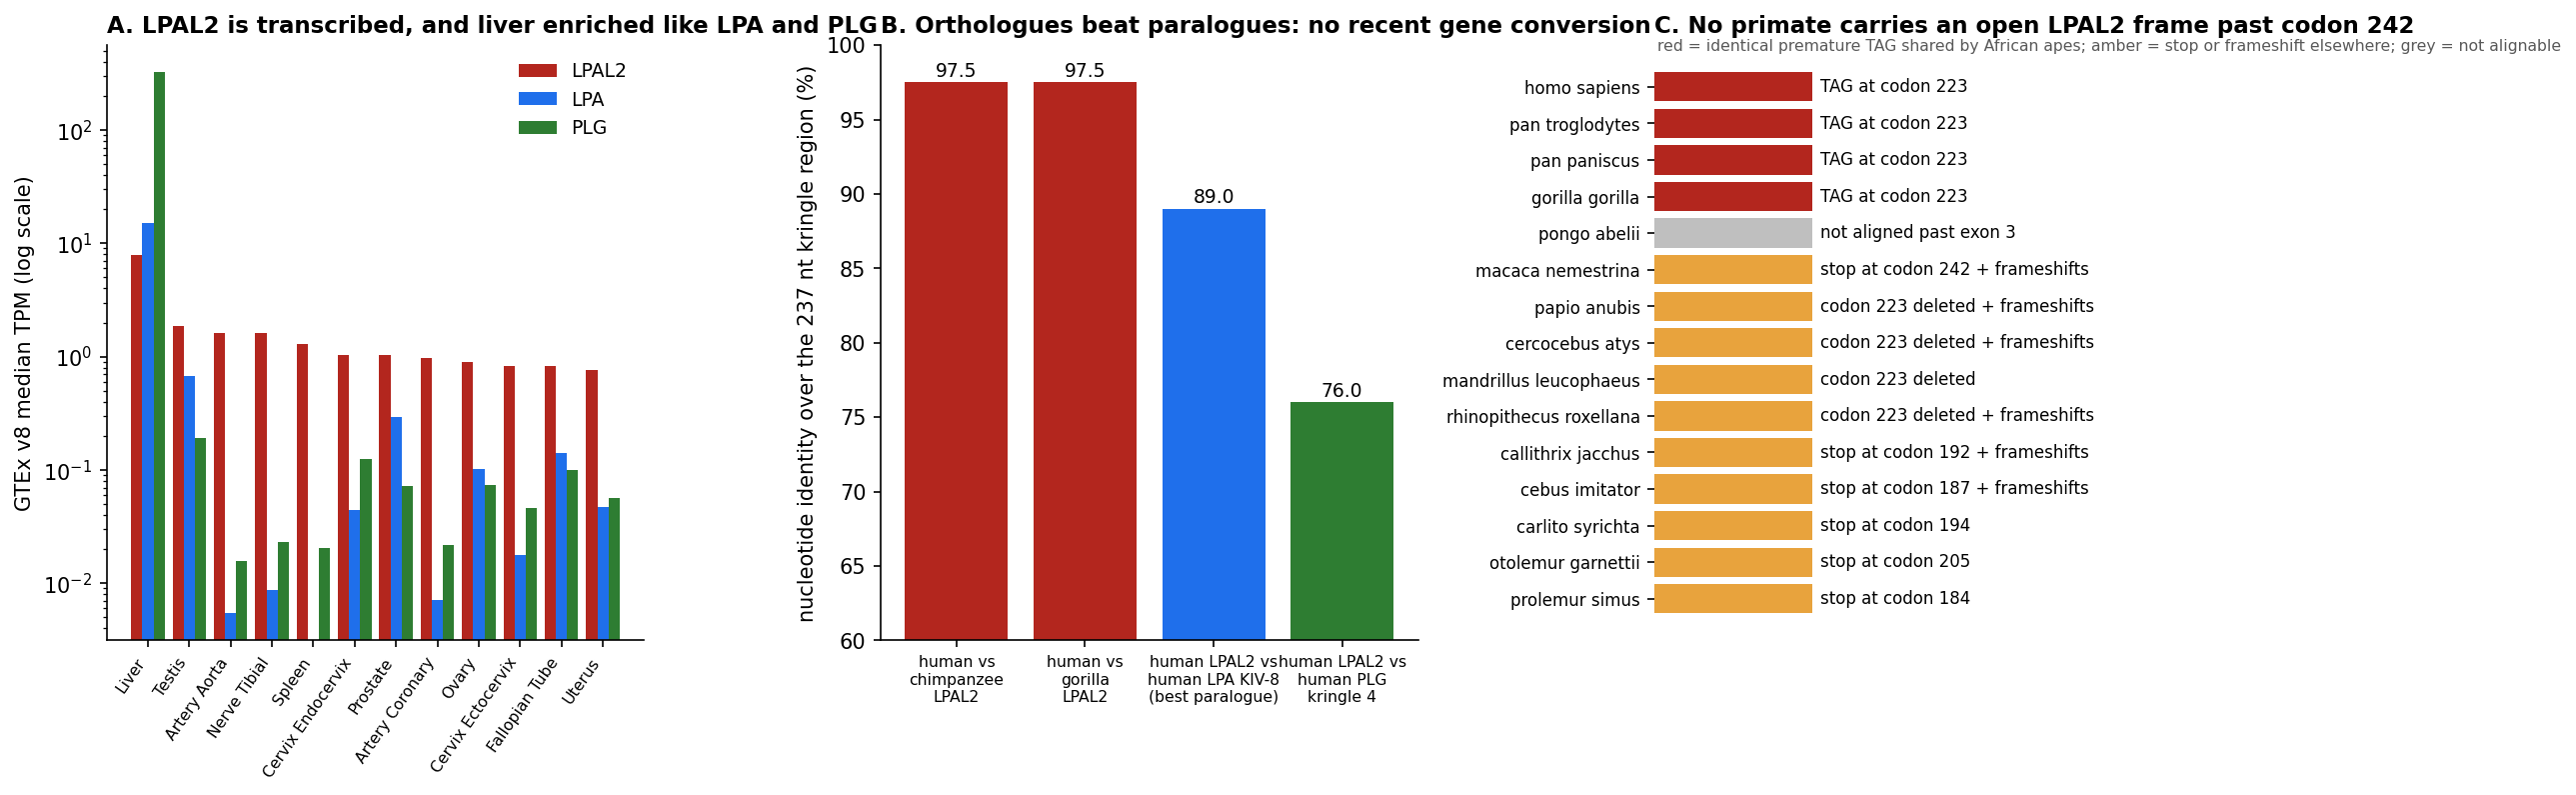 A. LPAL2 is transcribed, and liver enriched like LPA and PLG
GTEx v8 median TPM (log scale)
10²
10¹
10⁰
10⁻¹
10⁻²
LPAL2
LPA
PLG
Liver
Testis
Artery Aorta
Nerve Tibial
Spleen
Cervix Endocervix
Prostate
Artery Coronary
Ovary
Cervix Ectocervix
Fallopian Tube
Uterus
B. Orthologues beat paralogues: no recent gene conversion
nucleotide identity over the 237 nt kringle region (%)
100
95
90
85
80
75
70
65
60
97.5
97.5
89.0
76.0
human vs
chimpanzee
LPAL2
human vs
gorilla
LPAL2
human LPAL2 vs
human LPA KIV-8
(best paralogue)
human LPAL2 vs
human PLG
kringle 4
C. No primate carries an open LPAL2 frame past codon 242
red = identical premature TAG shared by African apes; amber = stop or frameshift elsewhere; grey = not alignable
homo sapiens TAG at codon 223
pan troglodytes TAG at codon 223
pan paniscus TAG at codon 223
gorilla gorilla TAG at codon 223
pongo abelii not aligned past exon 3
macaca nemestrina stop at codon 242 + frameshifts
papio anubis codon 223 deleted + frameshifts
cercocebus atys codon 223 deleted + frameshifts
mandrillus leucophaeus codon 223 deleted
rhinopithecus roxellana codon 223 deleted + frameshifts
callithrix jacchus stop at codon 192 + frameshifts
cebus imitator stop at codon 187 + frameshifts
carlito syrichta stop at codon 194
otolemur garnettii stop at codon 205
prolemur simus stop at codon 184